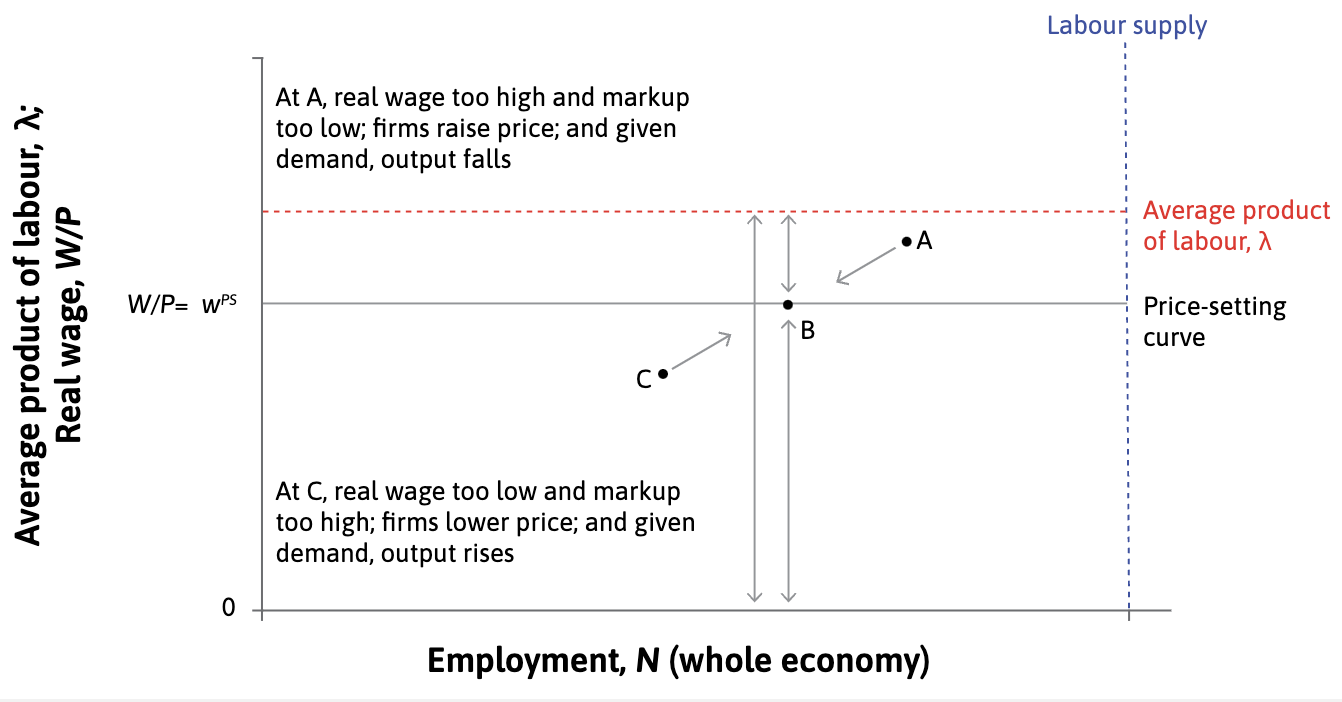 Labour supply
At A, real wage too high and markup
too low; firms raise price; and given
demand, output falls
Average product of labour, λ;
Real wage, W/P
Average product
of labour, λ
A
W/P= wᴾˢ
Price-setting
curve
B
C
At C, real wage too low and markup
too high; firms lower price; and given
demand, output rises
0
Employment, N (whole economy)